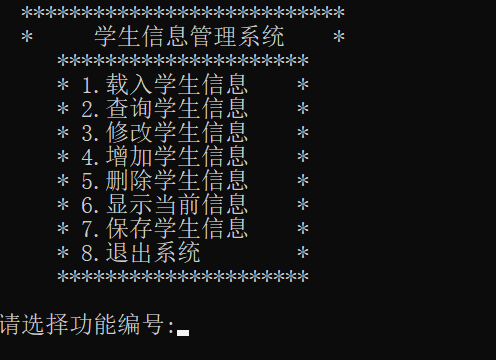 ***************************
*     学生信息管理系统    *
*********************
* 1.载入学生信息    *
* 2.查询学生信息    *
* 3.修改学生信息    *
* 4.增加学生信息    *
* 5.删除学生信息    *
* 6.显示当前信息    *
* 7.保存学生信息    *
* 8.退出系统        *
*********************
请选择功能编号: